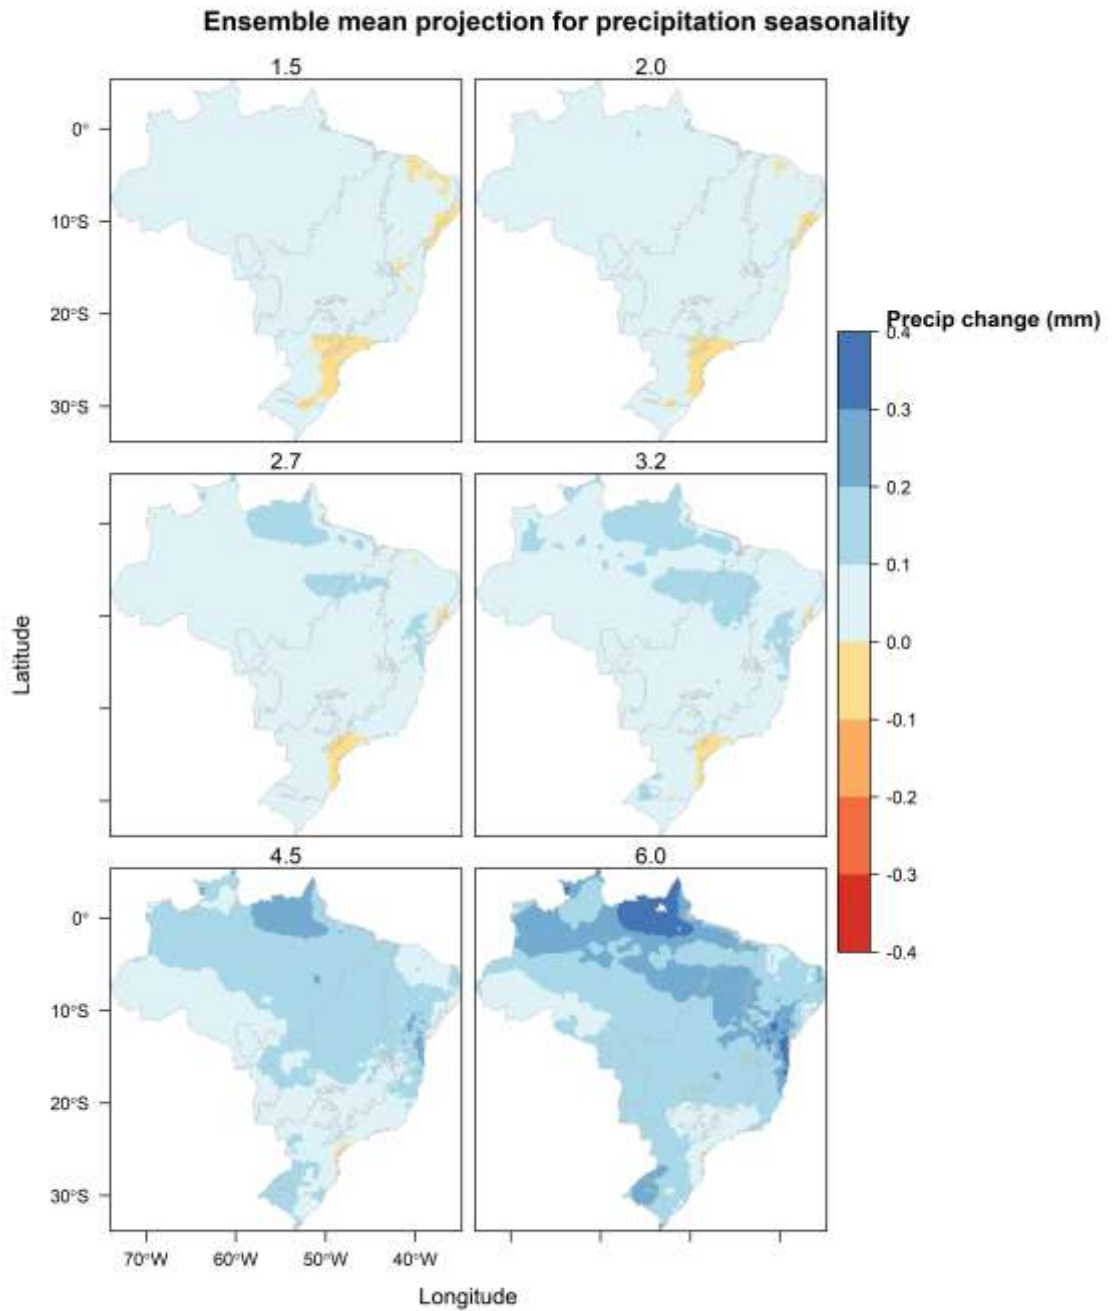 Ensemble mean projection for precipitation seasonality
1.5 2.0
0°
10°S
20°S
30°S
Precip change (mm)
0.4
0.3
0.2
0.1
0.0
-0.1
-0.2
-0.3
-0.4
2.7 3.2
Latitude
4.5 6.0
0°
10°S
20°S
30°S
70°W 60°W 50°W 40°W
Longitude